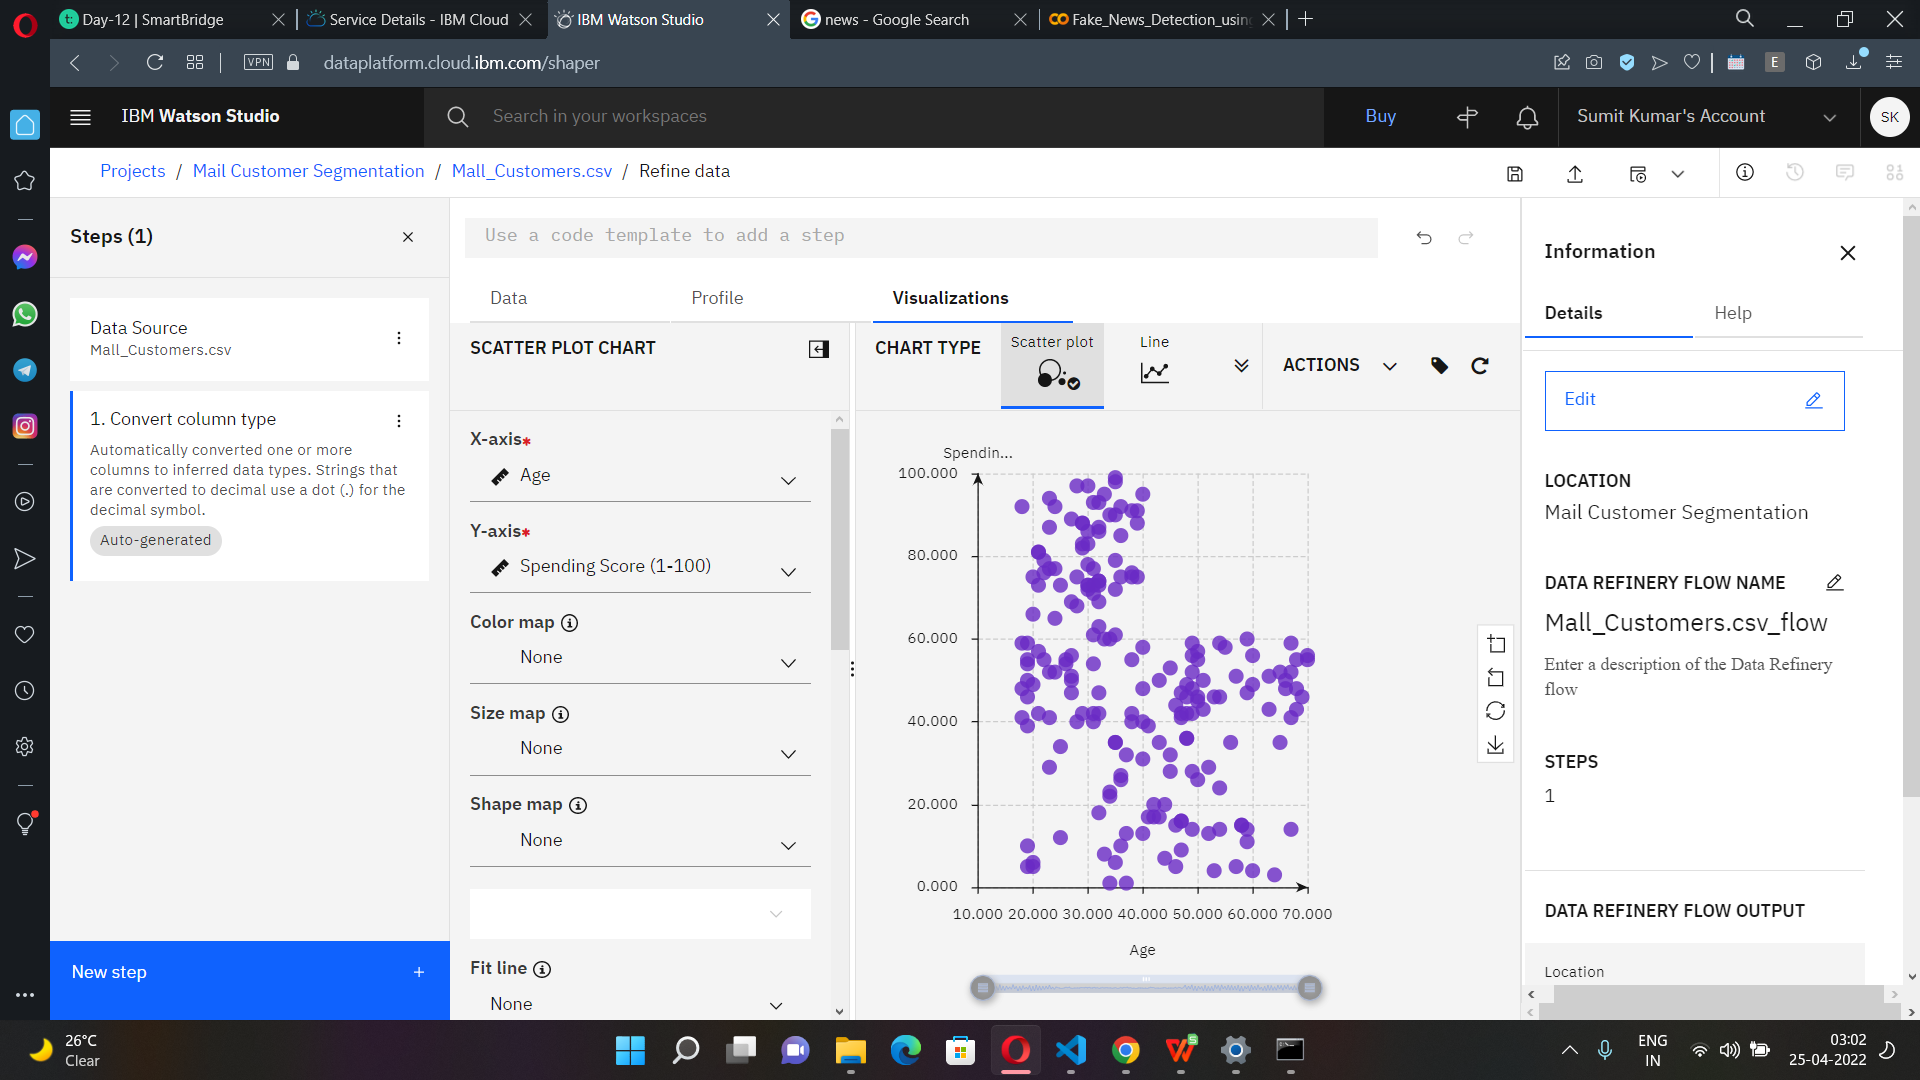 Day-12 | SmartBridge
Service Details - IBM Cloud
IBM Watson Studio
news - Google Search
Fake_News_Detection_usin
VPN
dataplatform.cloud.ibm.com/shaper
E
IBM Watson Studio
Search in your workspaces
Buy
Sumit Kumar's Account
SK
Projects / Mail Customer Segmentation / Mall_Customers.csv / Refine data
Steps (1)
Data Source
Mall_Customers.csv
1. Convert column type
Automatically converted one or more
columns to inferred data types. Strings that
are converted to decimal use a dot (.) for the
decimal symbol.
Auto-generated
New step +
Use a code template to add a step
Data
Profile
Visualizations
SCATTER PLOT CHART
X-axis*
Age
Y-axis*
Spending Score (1-100)
Color map
None
Size map
None
Shape map
None
Fit line
None
CHART TYPE
Scatter plot
Line
ACTIONS
Spendin...
100.000
80.000
60.000
40.000
20.000
0.000
10.000 20.000 30.000 40.000 50.000 60.000 70.000
Age
Information
Details
Help
Edit
LOCATION
Mail Customer Segmentation
DATA REFINERY FLOW NAME
Mall_Customers.csv_flow
Enter a description of the Data Refinery
flow
STEPS
1
DATA REFINERY FLOW OUTPUT
Location
26°C
Clear
ENG
IN
03:02
25-04-2022